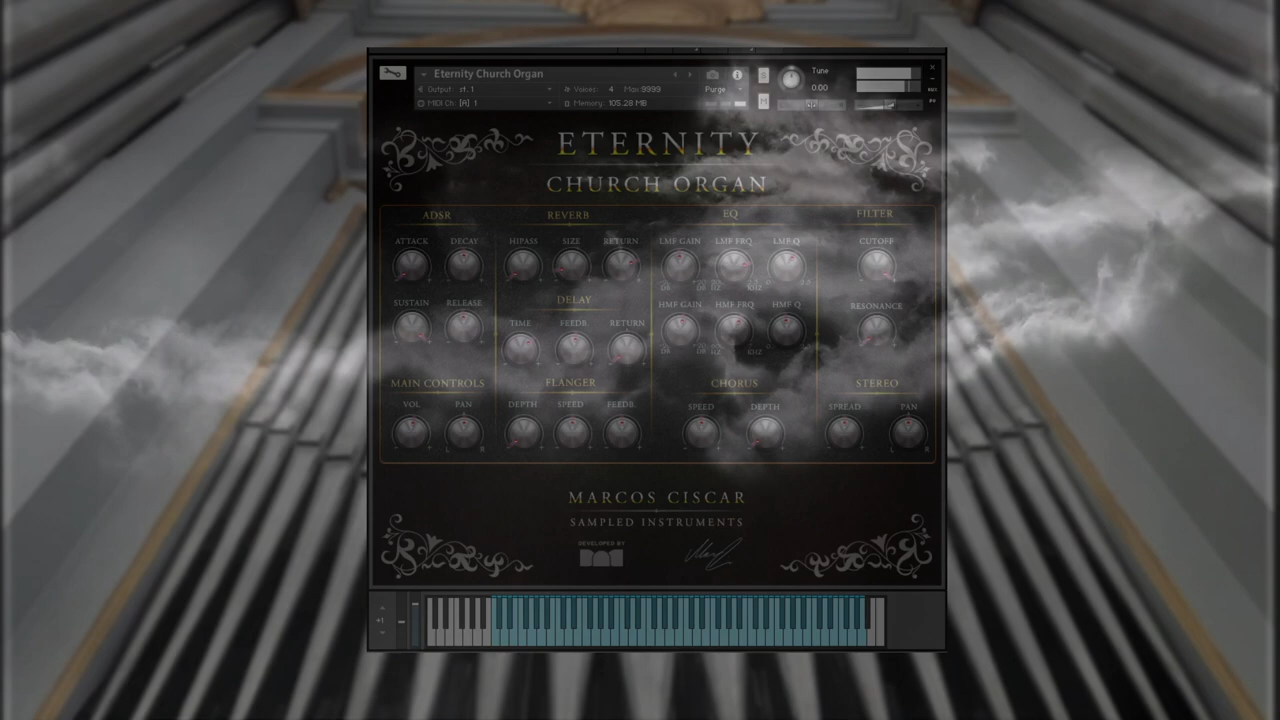 Eternity Church Organ
Output: st.1 Voices: 4 Max: 9999 Purge
MIDI Ch: [A] 1 Memory: 105.28 MB
S
M
Tune
0.00
ETERNITY
CHURCH ORGAN
ADSR REVERB EQ FILTER
ATTACK DECAY HIPASS SIZE RETURN LMF GAIN LMF FRQ LMF Q CUTOFF
DELAY
SUSTAIN RELEASE HMF GAIN HMF FRQ HMF Q RESONANCE
TIME FEEDB. RETURN
MAIN CONTROLS FLANGER CHORUS STEREO
VOL PAN DEPTH SPEED FEEDB. SPEED DEPTH SPREAD PAN
L R L R
MARCOS CISCAR
SAMPLED INSTRUMENTS
DEVELOPED BY
+1